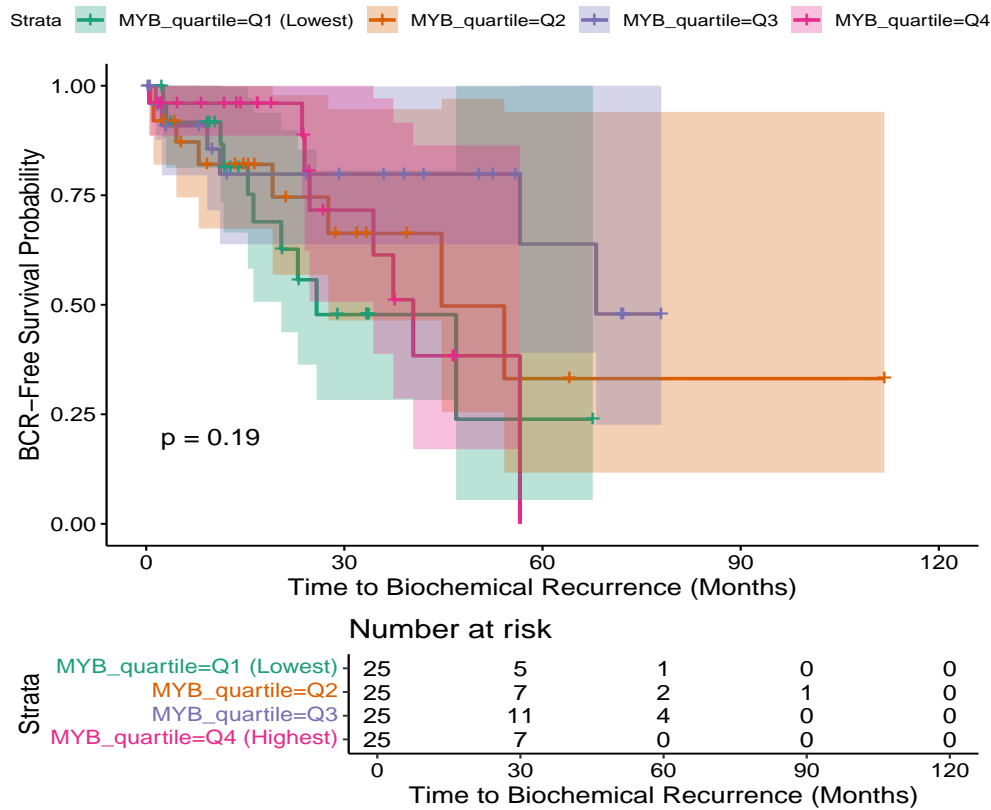 Strata MYB_quartile=Q1 (Lowest) MYB_quartile=Q2 MYB_quartile=Q3 MYB_quartile=Q4
BCR−Free Survival Probability
1.00
0.75
0.50
0.25
0.00
p = 0.19
0 30 60 90 120
Time to Biochemical Recurrence (Months)
Number at risk
Strata
MYB_quartile=Q1 (Lowest) 25 5 1 0 0
MYB_quartile=Q2 25 7 2 1 0
MYB_quartile=Q3 25 11 4 0 0
MYB_quartile=Q4 (Highest) 25 7 0 0 0
0 30 60 90 120
Time to Biochemical Recurrence (Months)